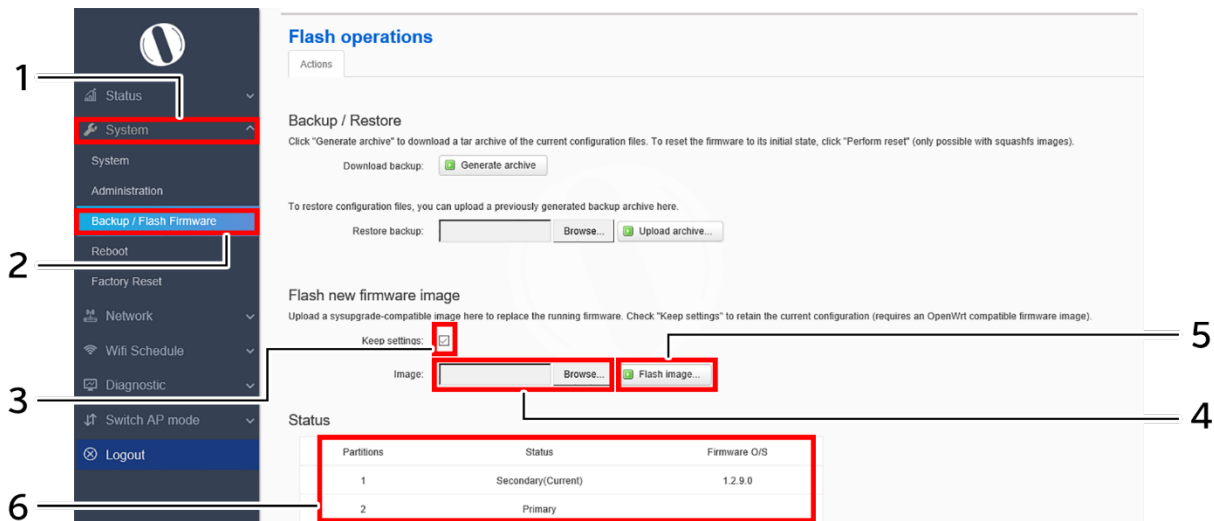 Flash operations
Actions
1
Status
System
System
Administration
Backup / Flash Firmware
2
Reboot
Factory Reset
Network
Wifi Schedule
3
Diagnostic
Switch AP mode
Logout
6
Backup / Restore
Click "Generate archive" to download a tar archive of the current configuration files. To reset the firmware to its initial state, click "Perform reset" (only possible with squashfs images).
Download backup: Generate archive
To restore configuration files, you can upload a previously generated backup archive here.
Restore backup: Browse... Upload archive...
Flash new firmware image
Upload a sysupgrade-compatible image here to replace the running firmware. Check "Keep settings" to retain the current configuration (requires an OpenWrt compatible firmware image).
Keep settings:
5
Image: Browse... Flash image...
4
Status
Partitions Status Firmware O/S
1 Secondary(Current) 1.2.9.0
2 Primary